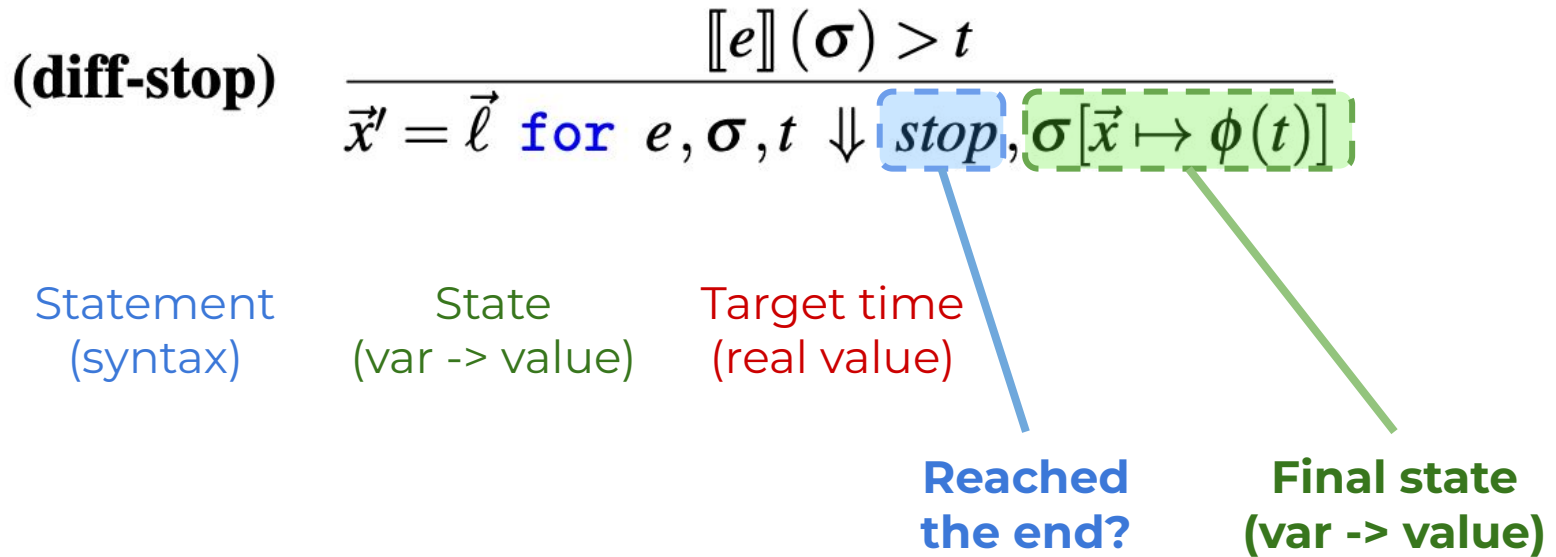 ⟦e⟧(σ) > t
(diff-stop)
x⃗′ = ℓ⃗ for e, σ, t ⇓ stop, σ[x⃗ ↦ ϕ(t)]
Statement State Target time
(syntax) (var -> value) (real value)
Reached Final state
the end? (var -> value)